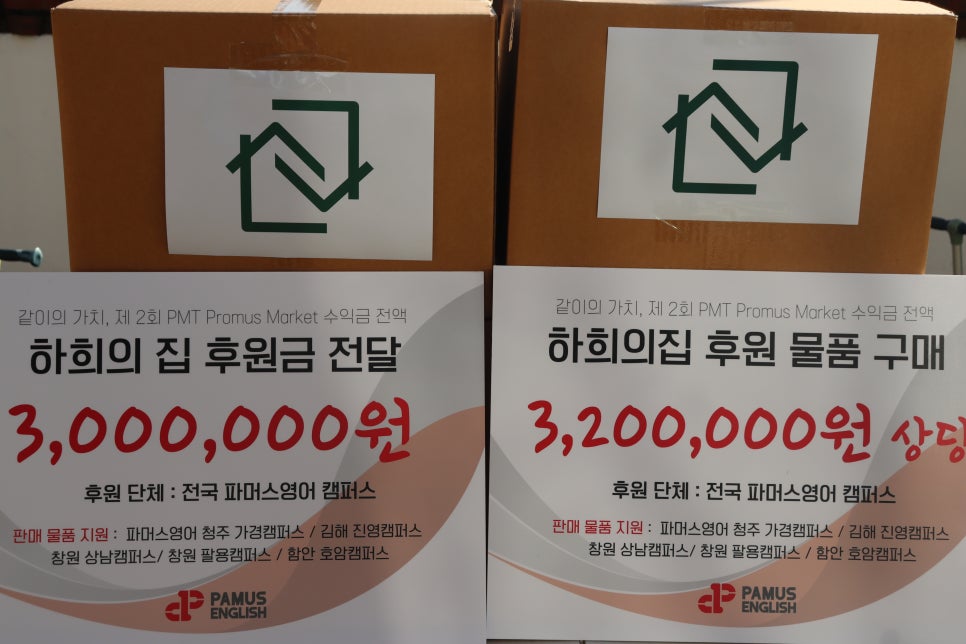 같이의 가치, 제 2회 PMT Promus Market 수익금 전액
하희의 집 후원금 전달
3,000,000원
후원 단체 : 전국 파머스영어 캠퍼스
판매 물품 지원 : 파머스영어 청주 가경캠퍼스 / 김해 진영캠퍼스
창원 상남캠퍼스/ 창원 팔용캠퍼스 / 함안 호암캠퍼스
PAMUS
ENGLISH
같이의 가치, 제 2회 PMT Promus Market 수익금 전액
하희의집 후원 물품 구매
3,200,000원 상당
후원 단체 : 전국 파머스영어 캠퍼스
판매 물품 지원 : 파머스영어 청주 가경캠퍼스 / 김해 진영캠퍼스
창원 상남캠퍼스/ 창원 팔용캠퍼스 / 함안 호암캠퍼스
PAMUS
ENGLISH